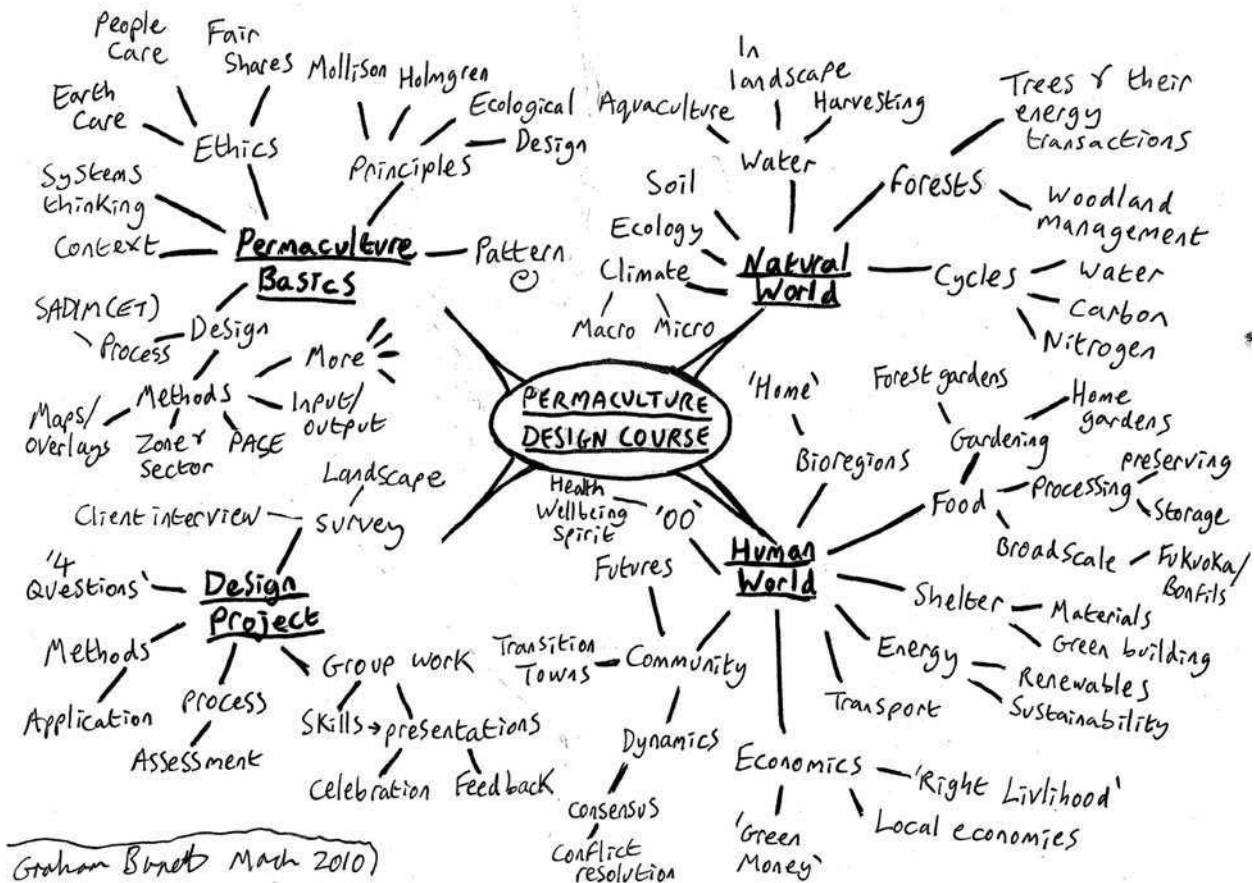 PERMACULTURE
DESIGN COURSE
Permaculture
Basics
Ethics
Earth
Care
People
Care
Fair
Shares
Principles
Mollison
Holmgren
Ecological
Design
Pattern
Systems
thinking
Context
Design
Process
SADIM(ET)
Methods
Maps/
overlays
Zone &
Sector
PASE
Input/
output
More
Natural
World
Climate
Macro
Micro
Ecology
Soil
Water
Aquaculture
In
landscape
Harvesting
Forests
Trees & their
energy
transactions
Woodland
management
Cycles
Water
Carbon
Nitrogen
Human
World
Bioregions
'Home'
Food
Gardening
Forest gardens
Home
gardens
Processing
preserving
Storage
Broadscale
Fukuoka/
Bonfils
Shelter
Materials
Green building
Energy
Renewables
Sustainability
Transport
Economics
'Right Livlihood'
Local economies
'Green
Money'
Community
Futures
Transition
Towns
Dynamics
Consensus
Conflict
resolution
'00'
Health
Wellbeing
Spirit
Design
Project
Survey
Landscape
Client interview
'4
Questions'
Methods
Application
Process
Assessment
Group work
Skills
presentations
Celebration
Feedback
Graham 2010